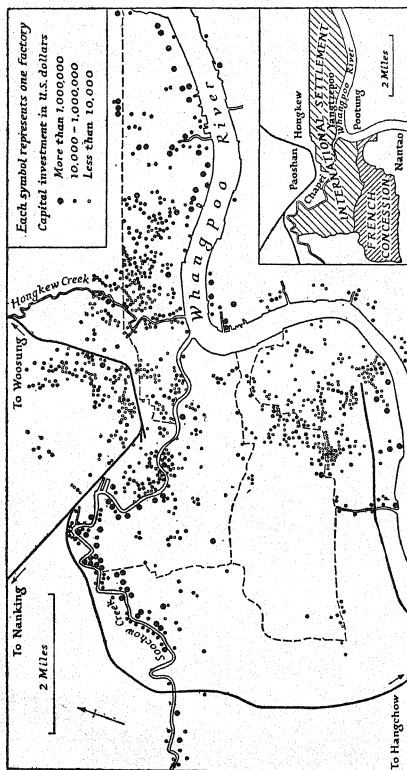 Each symbol represents one factory
Capital investment in U.S. dollars
More than 1,000,000
10,000 – 1,000,000
Less than 10,000
Paoshan
Hongkew
Chapei
INTERNATIONAL SETTLEMENT
Yangtzepoo
Whangpoo River
Pootung
FRENCH
CONCESSIONS
Nantao
2 Miles
Whangpoo River
Hongkew Creek
To Woosung
To Nanking
Soochow
Creek
2 Miles
To Hangchow